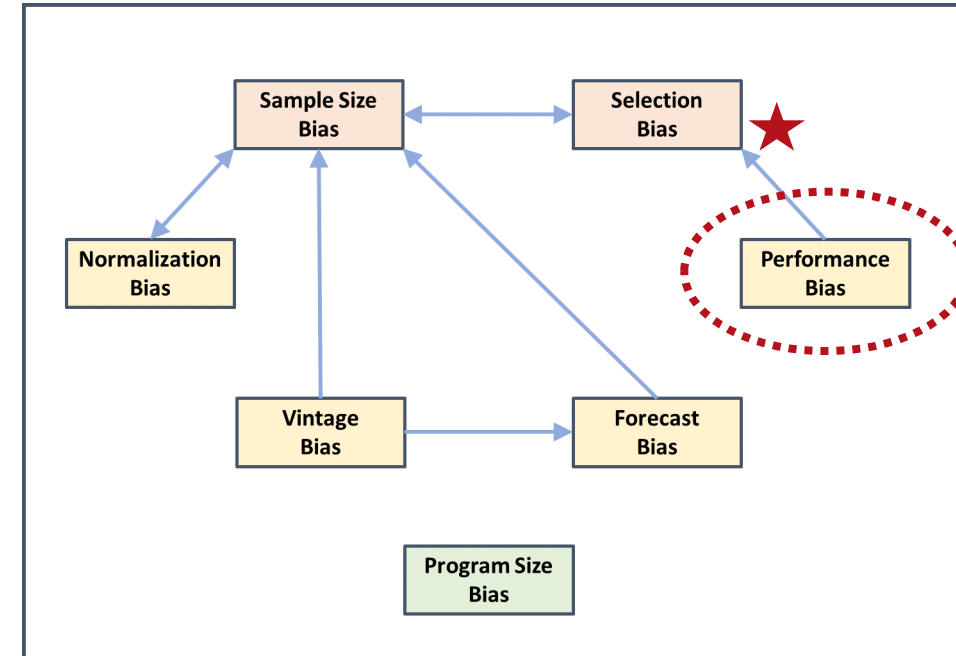 Sample Size
Bias
Selection
Bias
Normalization
Bias
Performance
Bias
Vintage
Bias
Forecast
Bias
Program Size
Bias